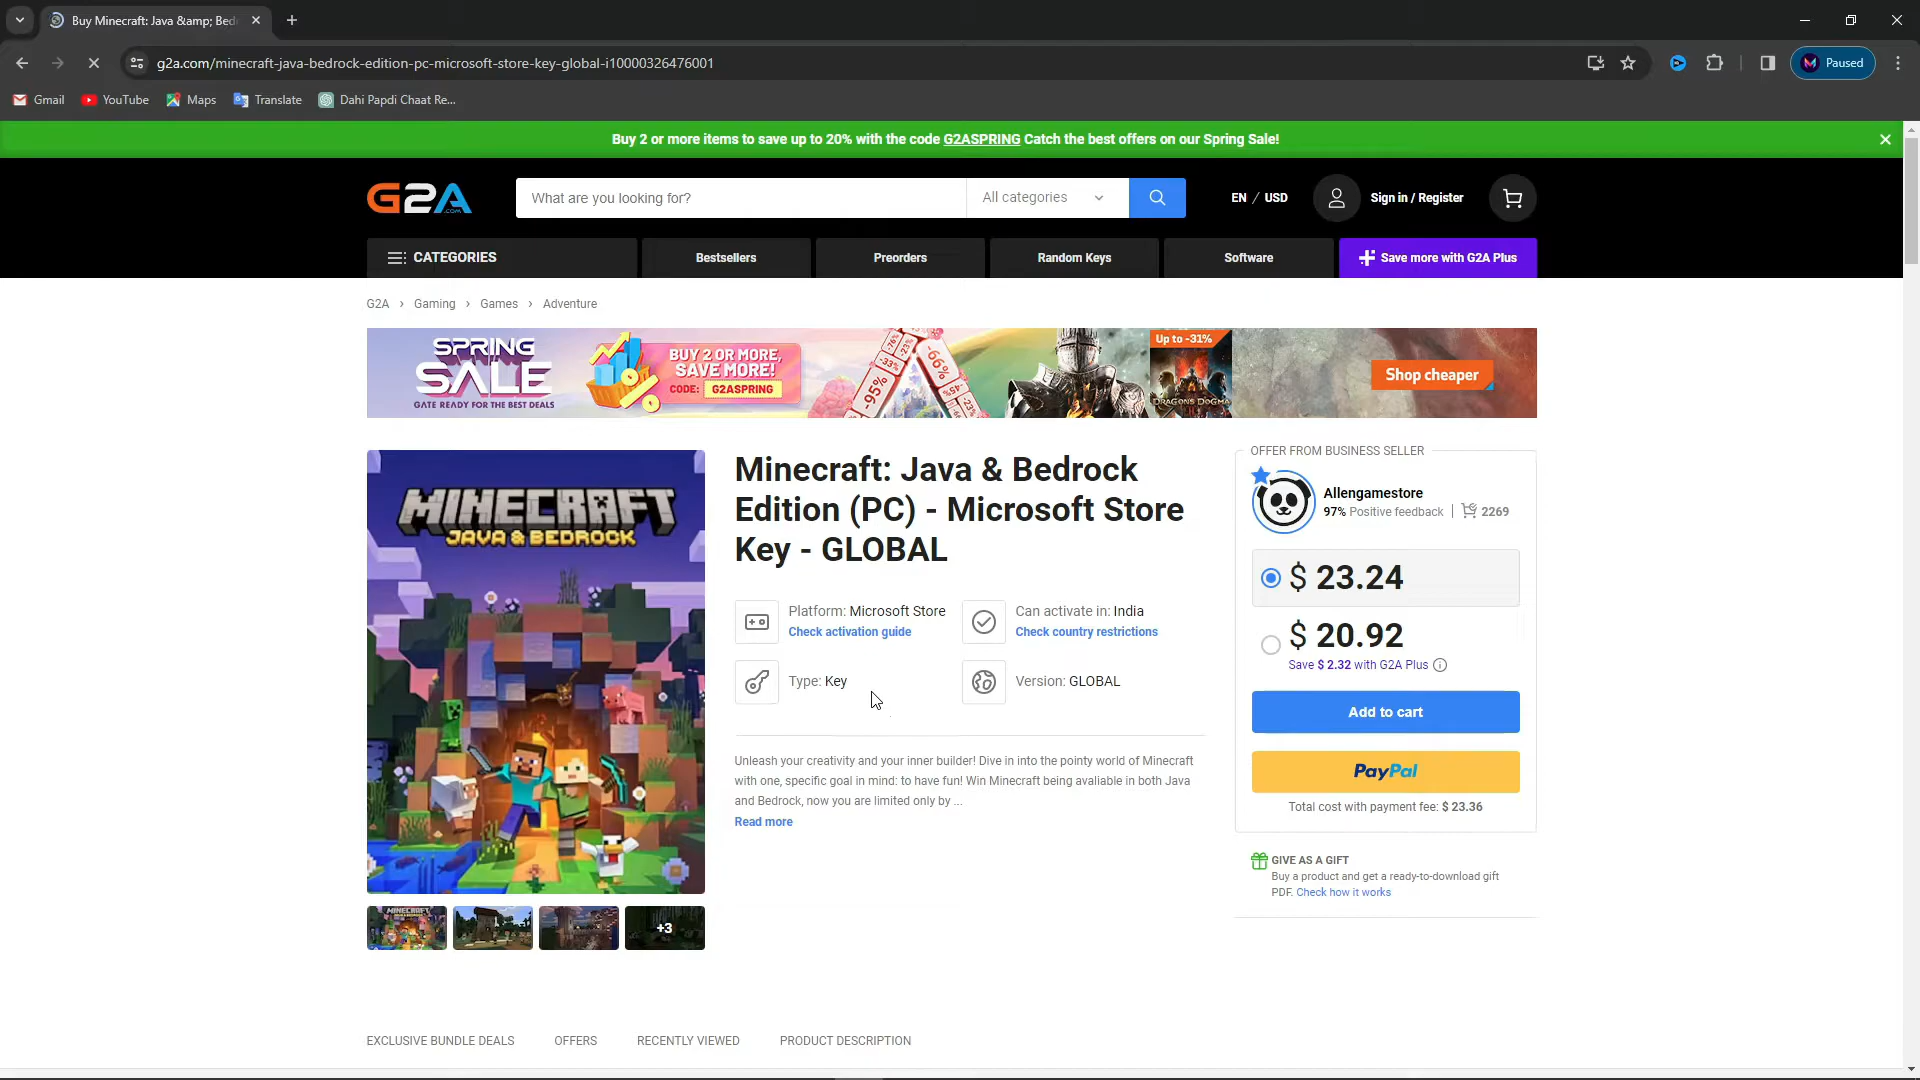 Buy Minecraft: Java &amp; Bed
g2a.com/minecraft-java-bedrock-edition-pc-microsoft-store-key-global-i10000326476001
Paused
Gmail
YouTube
Maps
Translate
Dahi Papdi Chaat Re...
Buy 2 or more items to save up to 20% with the code G2ASPRING Catch the best offers on our Spring Sale!
G2A.COM
What are you looking for?
All categories
EN / USD
Sign in / Register
CATEGORIES
Bestsellers
Preorders
Random Keys
Software
Save more with G2A Plus
G2A › Gaming › Games › Adventure
SPRING
SALE
GATE READY FOR THE BEST DEALS
BUY 2 OR MORE,
SAVE MORE!
CODE: G2ASPRING
-76%
-33%
-95%
-66%
-45%
-23%
Up to -31%
DRAGONS DOGMA
Shop cheaper
MINECRAFT
JAVA & BEDROCK
Minecraft: Java & Bedrock
Edition (PC) - Microsoft Store
Key - GLOBAL
Platform: Microsoft Store
Check activation guide
Can activate in: India
Check country restrictions
Type: Key
Version: GLOBAL
Unleash your creativity and your inner builder! Dive in into the pointy world of Minecraft
with one, specific goal in mind: to have fun! Win Minecraft being avaliable in both Java
and Bedrock, now you are limited only by ...
Read more
OFFER FROM BUSINESS SELLER
Allengamestore
97% Positive feedback | 2269
$ 23.24
$ 20.92
Save $ 2.32 with G2A Plus
Add to cart
PayPal
Total cost with payment fee: $ 23.36
GIVE AS A GIFT
Buy a product and get a ready-to-download gift
PDF. Check how it works
MINECRAFT
+3
EXCLUSIVE BUNDLE DEALS
OFFERS
RECENTLY VIEWED
PRODUCT DESCRIPTION